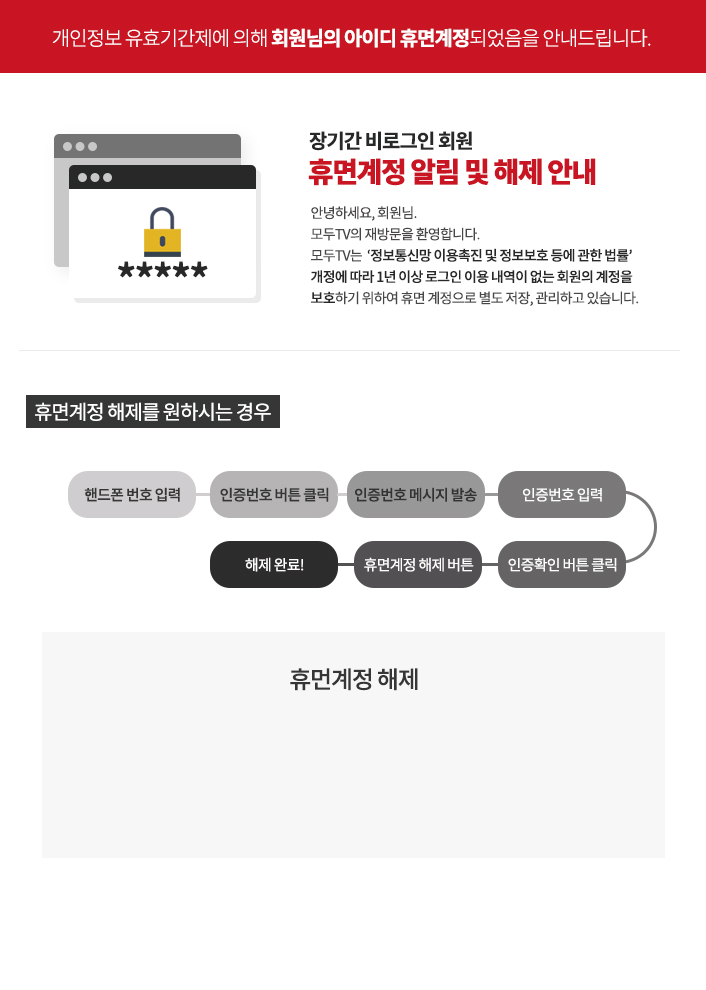 개인정보 유효기간제에 의해 회원님의 아이디 휴면계정되었음을 안내드립니다.
장기간 비로그인 회원
휴면계정 알림 및 해제 안내
안녕하세요, 회원님.
모두TV의 재방문을 환영합니다.
모두TV는 ‘정보통신망 이용촉진 및 정보보호 등에 관한 법률’
개정에 따라 1년 이상 로그인 이용 내역이 없는 회원의 계정을
보호하기 위하여 휴면 계정으로 별도 저장, 관리하고 있습니다.
*****
휴면계정 해제를 원하시는 경우
핸드폰 번호 입력
인증번호 버튼 클릭
인증번호 메시지 발송
인증번호 입력
인증확인 버튼 클릭
휴면계정 해제 버튼
해제 완료!
휴먼계정 해제